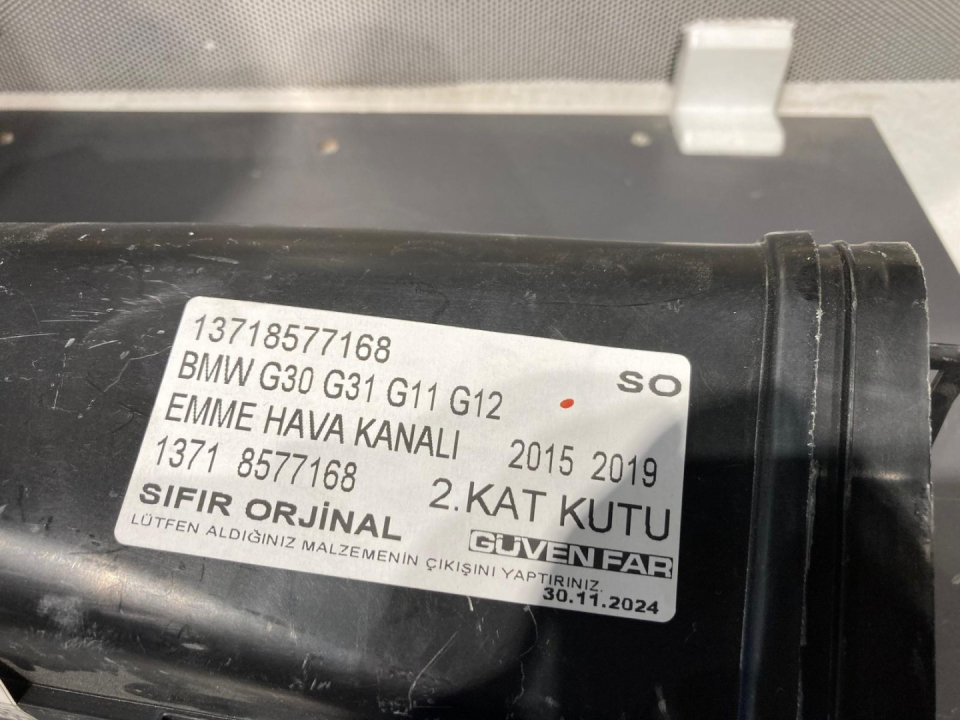 13718577168
SO
BMW G30 G31 G11 G12
EMME HAVA KANALI 2015 2019
1371 8577168 2.KAT KUTU
SIFIR ORJİNAL GÜVEN FAR
LÜTFEN ALDIĞINIZ MALZEMENİN ÇIKIŞINI YAPTIRINIZ.
30.11.2024